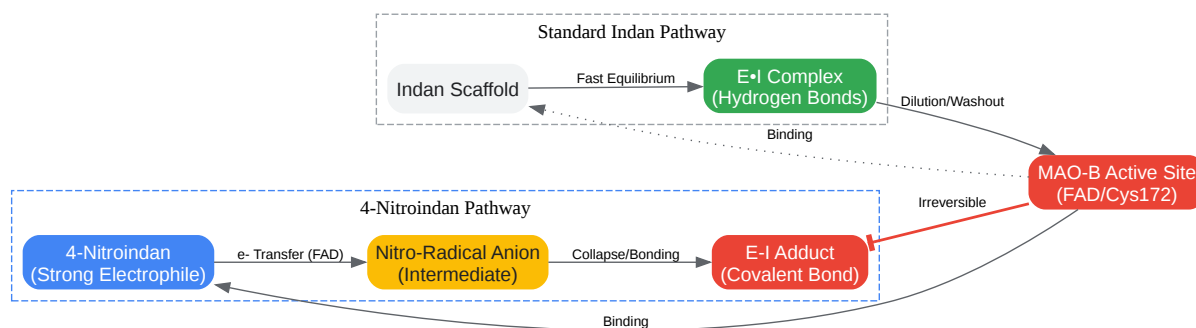 Standard Indan Pathway
Indan Scaffold
Fast Equilibrium
E•I Complex
(Hydrogen Bonds)
Dilution/Washout
Binding
MAO-B Active Site
(FAD/Cys172)
Irreversible
4-Nitroindan Pathway
4-Nitroindan
(Strong Electrophile)
e- Transfer (FAD)
Nitro-Radical Anion
(Intermediate)
Collapse/Bonding
E-I Adduct
(Covalent Bond)
Binding